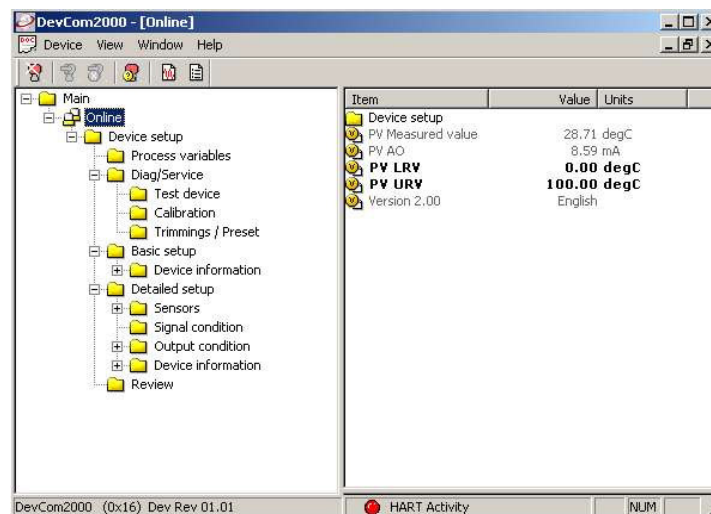 DevCom2000 - [Online]
Device View Window Help
Main
Online
Device setup
Process variables
Diag/Service
Test device
Calibration
Trimmings / Preset
Basic setup
Device information
Detailed setup
Sensors
Signal condition
Output condition
Device information
Review
Item Value Units
Device setup
PV Measured value 28.71 degC
PV AO 8.59 mA
PV LRV 0.00 degC
PV URV 100.00 degC
Version 2.00 English
DevCom2000 (0x16) Dev Rev 01.01
HART Activity
NUM